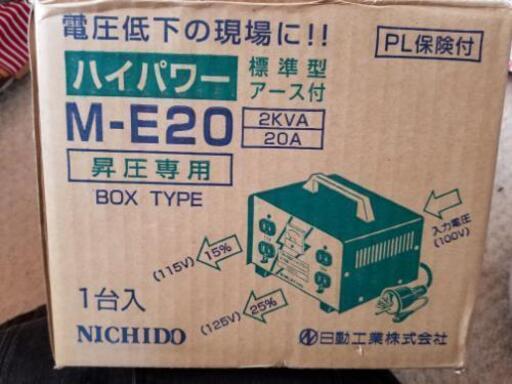 電圧低下の現場に!!
PL保険付
ハイパワー
標準型
アース付
M-E20
2KVA
20A
昇圧専用
BOX TYPE
入力電圧
(100V)
15%
(115V)
25%
(125V)
1台入
NICHIDO
日動工業株式会社